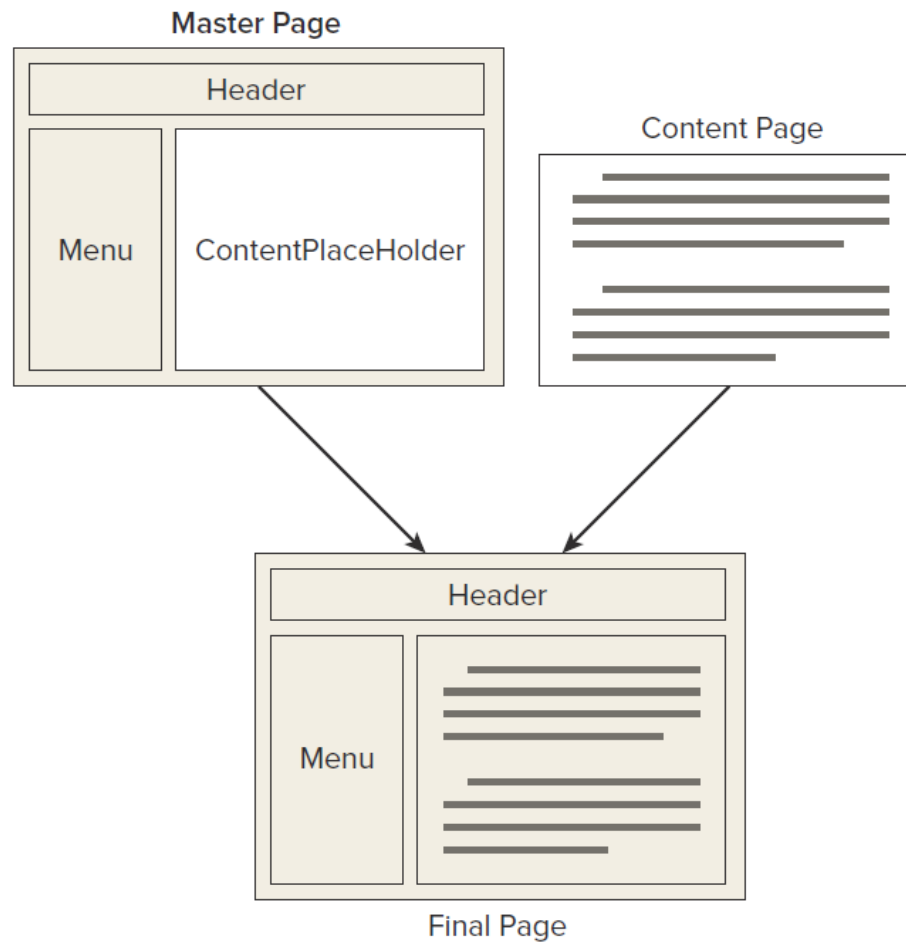 Master Page
Header
Menu
ContentPlaceHolder
Content Page
Header
Menu
Final Page